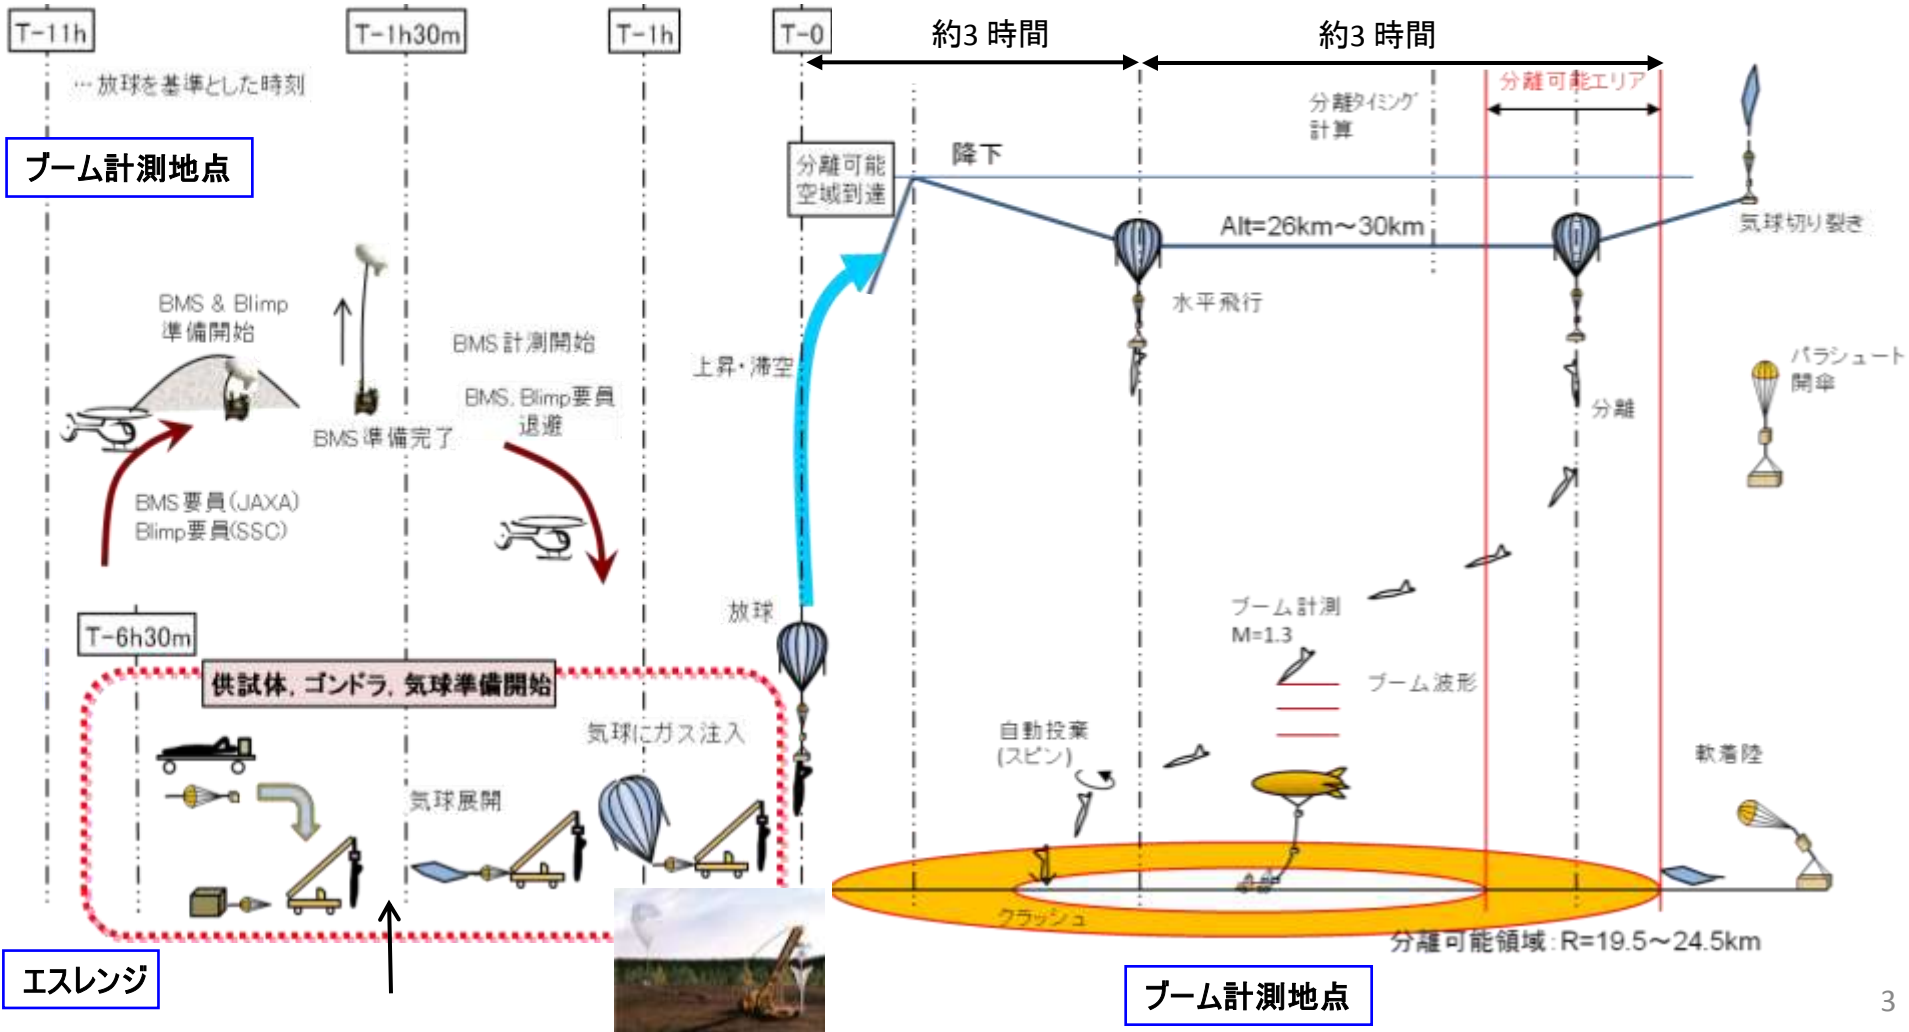 T-11h
T-1h30m
T-1h
T-0
約3 時間
約3 時間
…放球を基準とした時刻
分離可能エリア
分離タイミング
計算
ブーム計測地点
分離可能
空域到達
降下
Alt=26km～30km
気球切り裂き
水平飛行
BMS & Blimp
準備開始
BMS 計測開始
上昇・滞空
パラシュート
開傘
BMS, Blimp要員
退避
分離
BMS 準備完了
BMS 要員(JAXA)
Blimp要員(SSC)
放球
ブーム計測
M=1.3
T-6h30m
供試体, ゴンドラ, 気球準備開始
ブーム波形
気球にガス注入
自動投棄
(スピン)
軟着陸
気球展開
クラッシュ
分離可能領域:R=19.5～24.5km
エスレンジ
ブーム計測地点
3